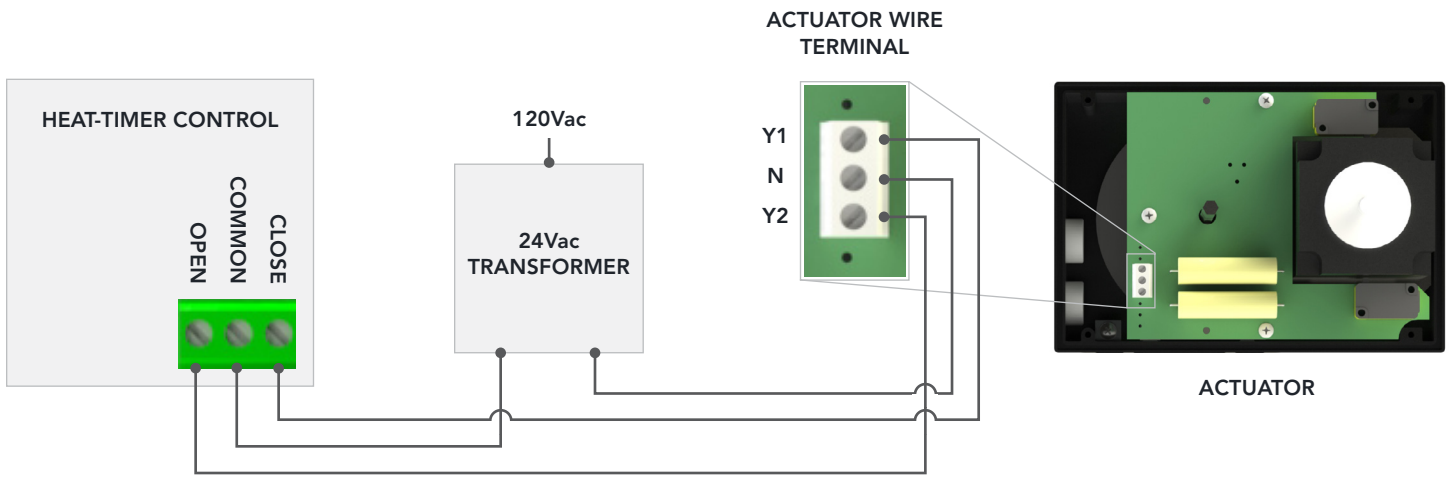 ACTUATOR WIRE
TERMINAL
HEAT-TIMER CONTROL
120Vac
Y1
N
Y2
OPEN
COMMON
CLOSE
24Vac
TRANSFORMER
ACTUATOR